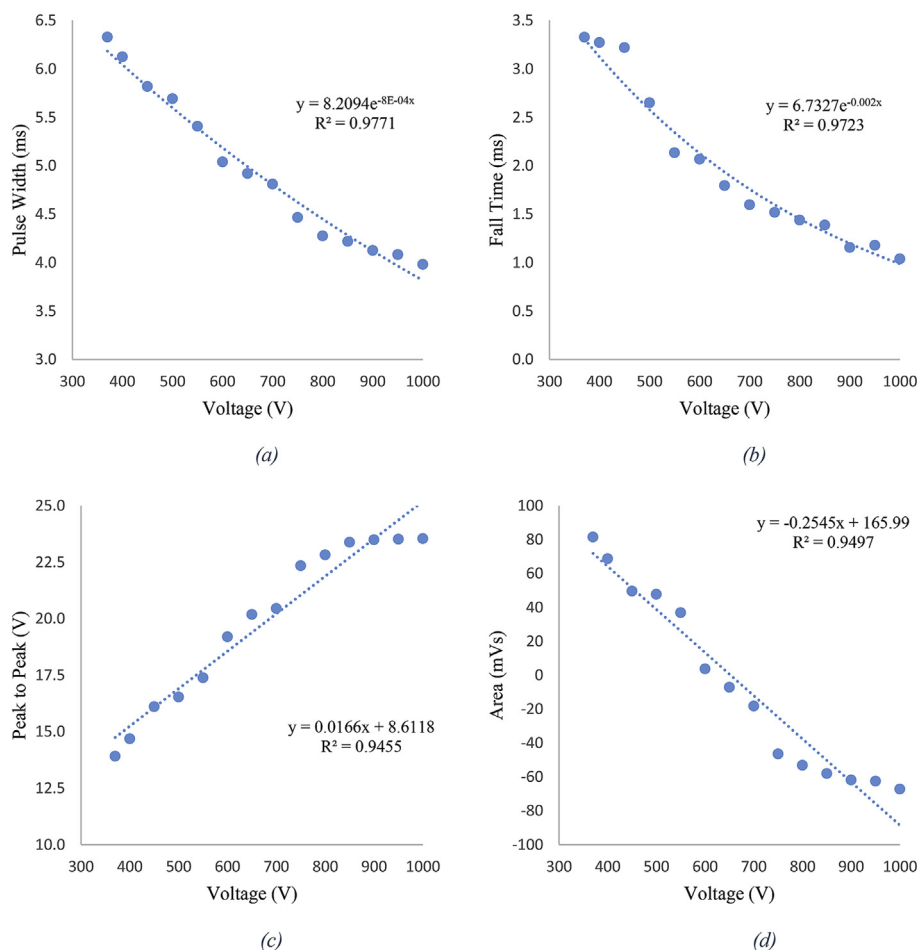 6.5
6.0
5.5
5.0
4.5
4.0
3.5
3.0
Pulse Width (ms)
y = 8.2094e-8E-04x
R² = 0.9771
300 400 500 600 700 800 900 1000
Voltage (V)
(a)
3.5
3.0
2.5
2.0
1.5
1.0
0.5
0.0
Fall Time (ms)
y = 6.7327e-0.002x
R² = 0.9723
300 400 500 600 700 800 900 1000
Voltage (V)
(b)
25.0
22.5
20.0
17.5
15.0
12.5
10.0
Peak to Peak (V)
y = 0.0166x + 8.6118
R² = 0.9455
300 400 500 600 700 800 900 1000
Voltage (V)
(c)
100
80
60
40
20
0
-20
-40
-60
-80
-100
Area (mVs)
y = -0.2545x + 165.99
R² = 0.9497
300 400 500 600 700 800 900 1000
Voltage (V)
(d)